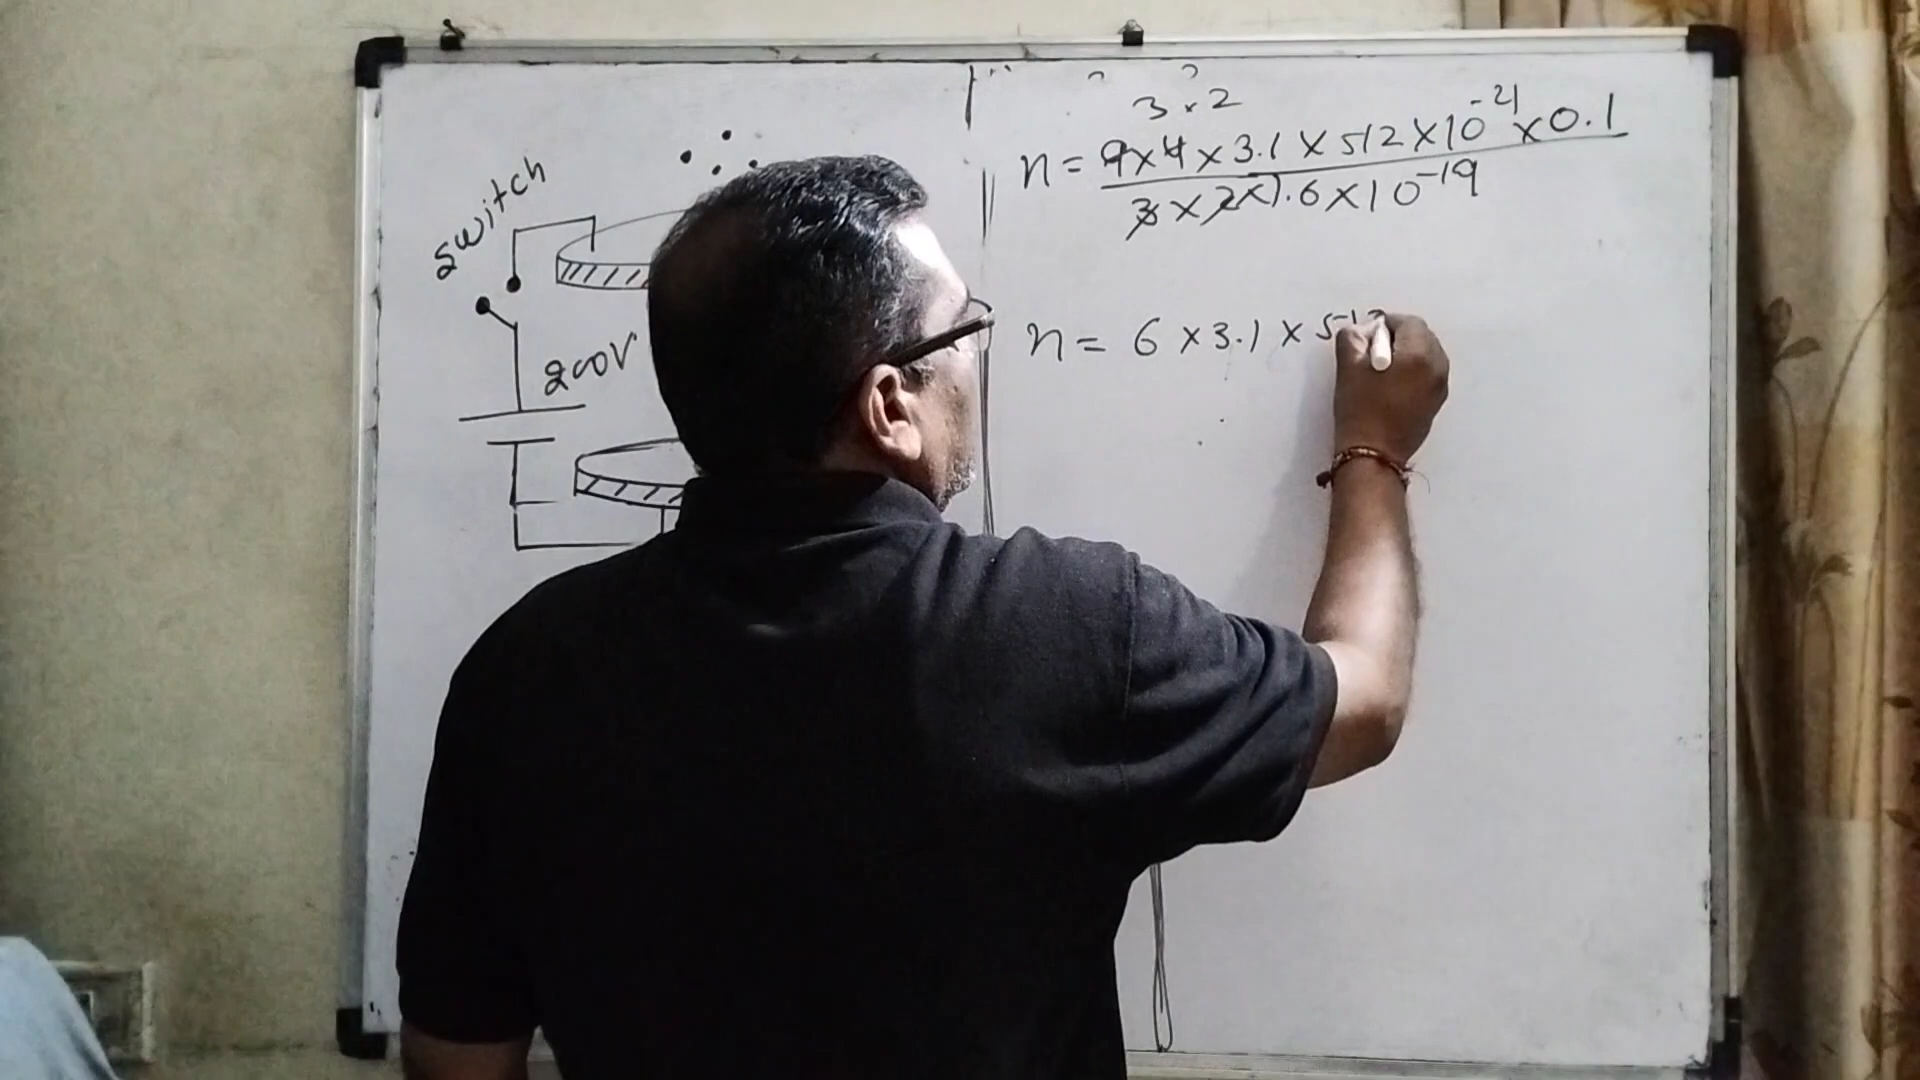 switch
200V
3 × 2
n = 9×4×3.1×512×10⁻²¹×0.1
3×2×1.6×10⁻¹⁹
n = 6×3.1×512